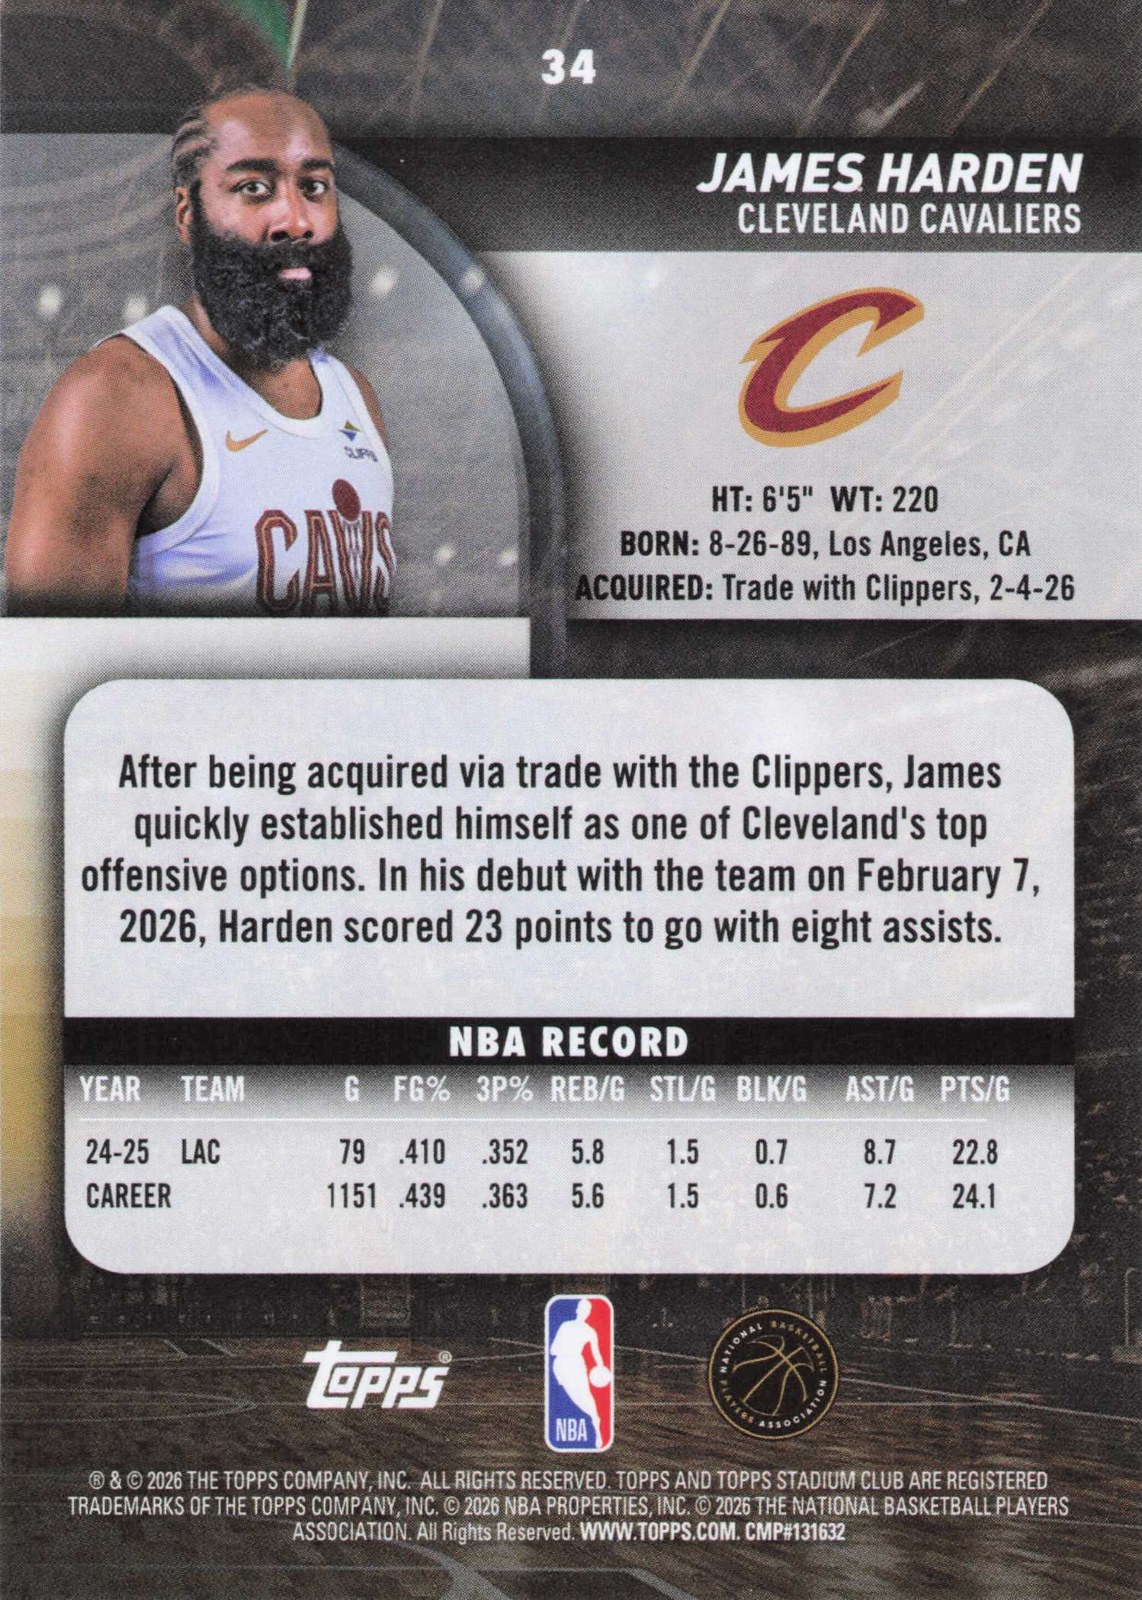 34
JAMES HARDEN
CLEVELAND CAVALIERS
CLIFFS
CAVS
HT: 6'5" WT: 220
BORN: 8-26-89, Los Angeles, CA
ACQUIRED: Trade with Clippers, 2-4-26
After being acquired via trade with the Clippers, James
quickly established himself as one of Cleveland's top
offensive options. In his debut with the team on February 7,
2026, Harden scored 23 points to go with eight assists.
NBA RECORD
YEAR TEAM G FG% 3P% REB/G STL/G BLK/G AST/G PTS/G
24-25 LAC 79 .410 .352 5.8 1.5 0.7 8.7 22.8
CAREER 1151 .439 .363 5.6 1.5 0.6 7.2 24.1
topps®
NBA
NATIONAL BASKETBALL PLAYERS ASSOCIATION
® & © 2026 THE TOPPS COMPANY, INC. ALL RIGHTS RESERVED. TOPPS AND TOPPS STADIUM CLUB ARE REGISTERED
TRADEMARKS OF THE TOPPS COMPANY, INC. © 2026 NBA PROPERTIES, INC. © 2026 THE NATIONAL BASKETBALL PLAYERS
ASSOCIATION. All Rights Reserved. WWW.TOPPS.COM. CMP#131632